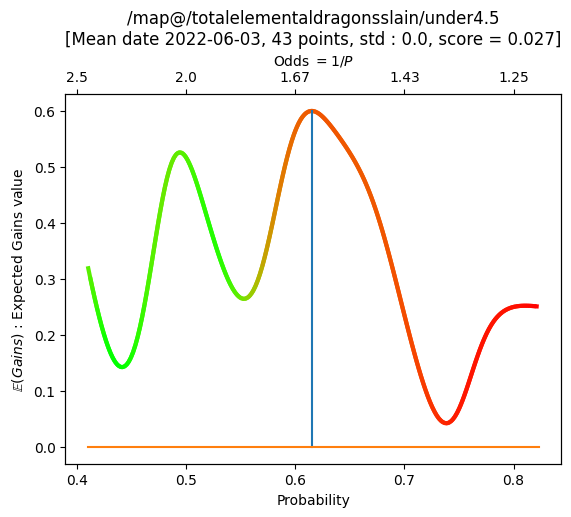 /map@/totalelementaldragonsslain/under4.5
[Mean date 2022-06-03, 43 points, std : 0.0, score = 0.027]
Odds = 1/P
2.5 2.0 1.67 1.43 1.25
𝔼(Gains) : Expected Gains value
0.6
0.5
0.4
0.3
0.2
0.1
0.0
0.4 0.5 0.6 0.7 0.8
Probability